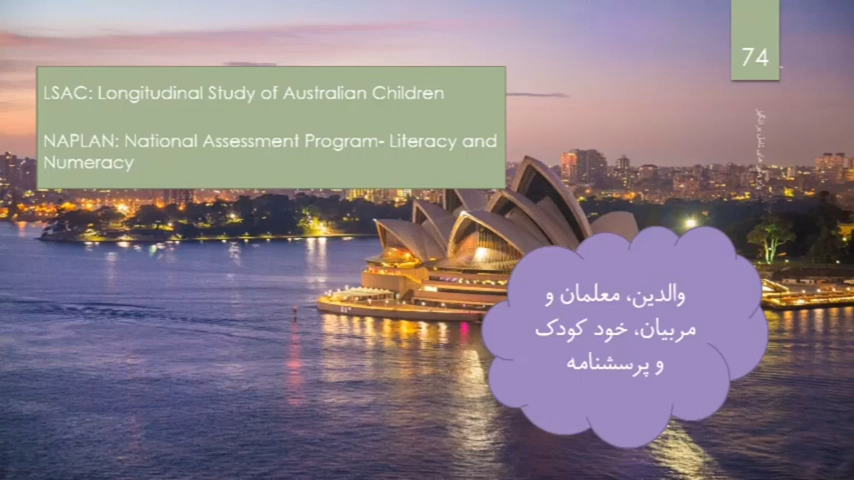 74
LSAC: Longitudinal Study of Australian Children
NAPLAN: National Assessment Program- Literacy and
Numeracy
والدین، معلمان و
مربیان، خود کودک
و پرسشنامه